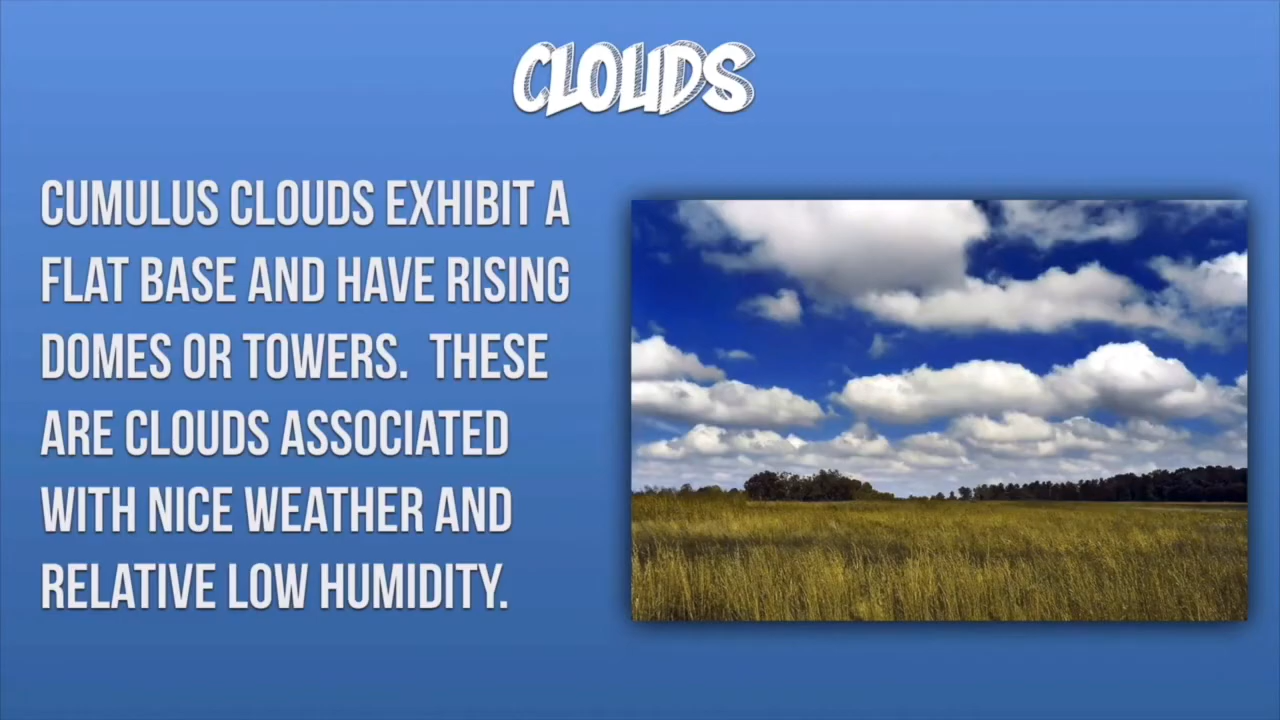 CLOUDS
CUMULUS CLOUDS EXHIBIT A
FLAT BASE AND HAVE RISING
DOMES OR TOWERS. THESE
ARE CLOUDS ASSOCIATED
WITH NICE WEATHER AND
RELATIVE LOW HUMIDITY.